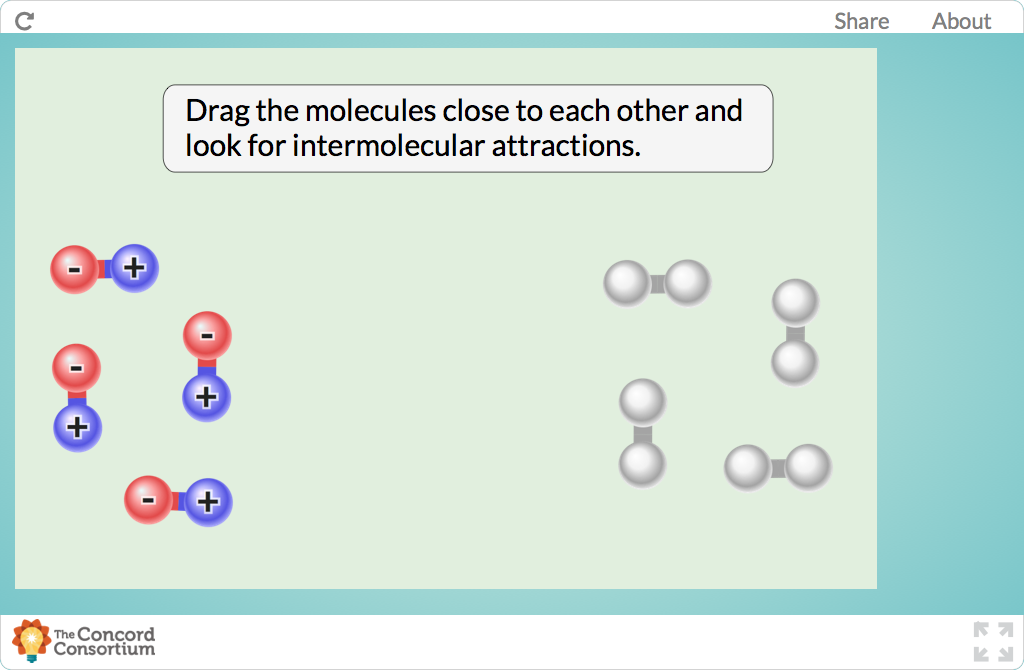 Share About
Drag the molecules close to each other and
look for intermolecular attractions.
- +
-
-
+
+
- +
The Concord
Consortium